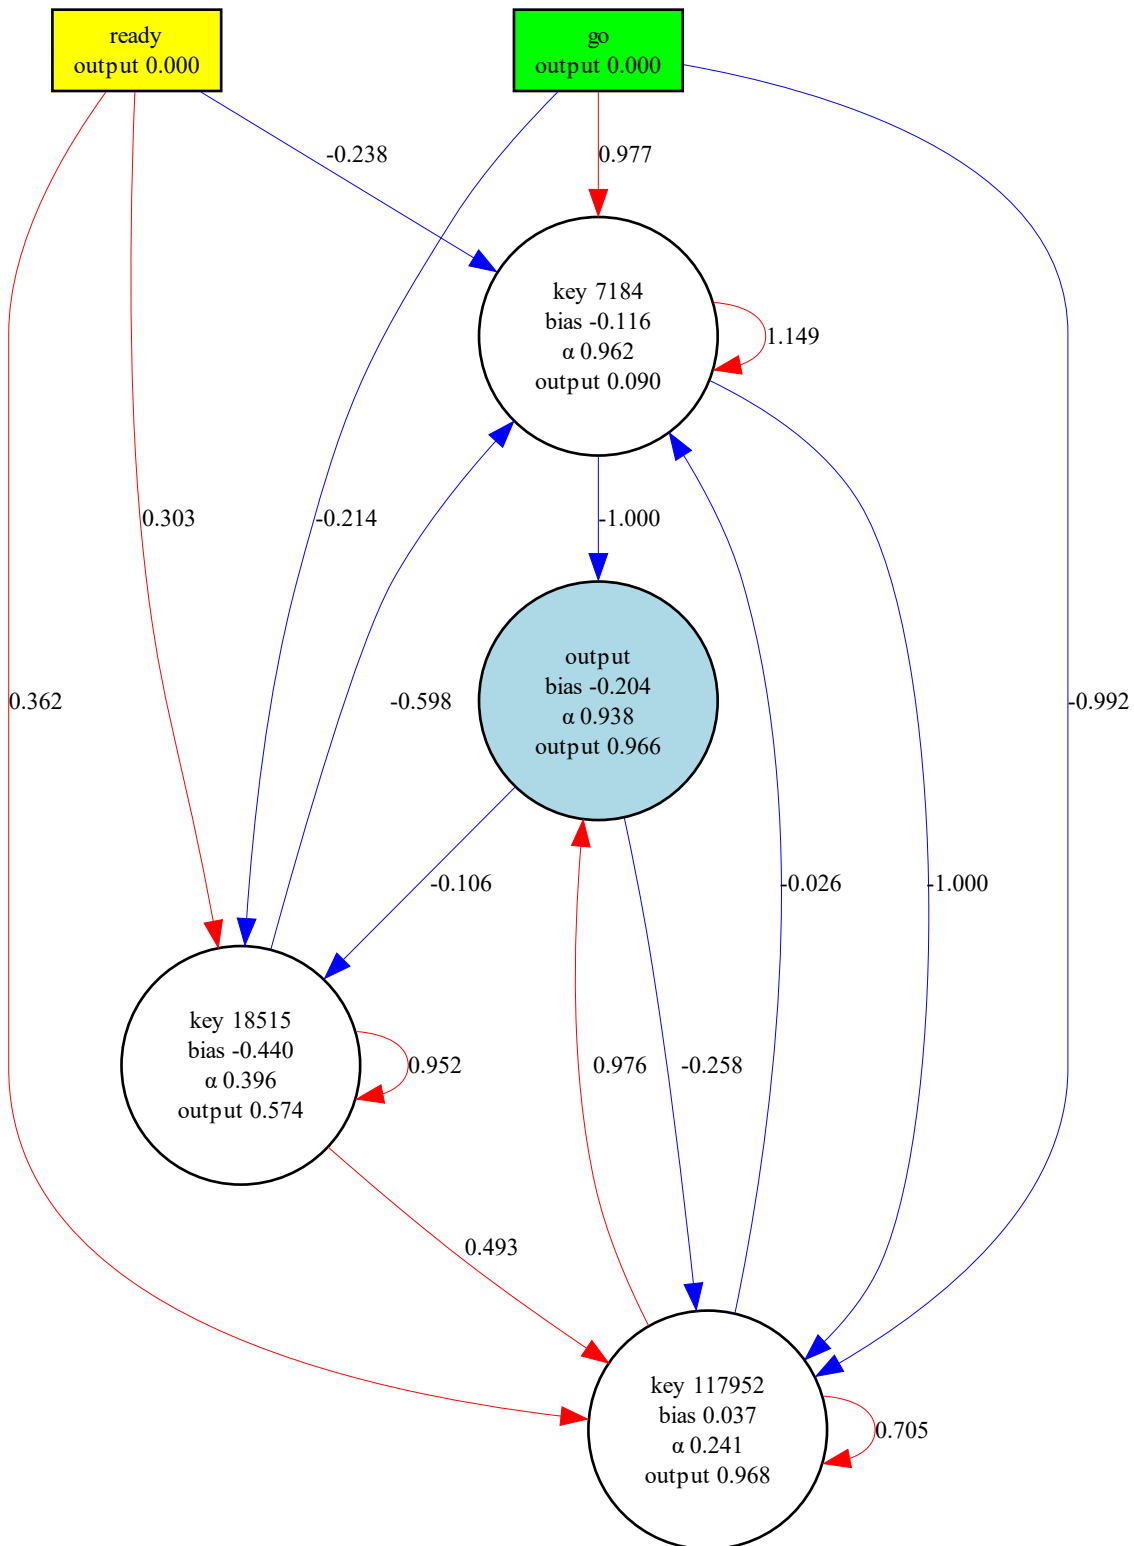 ready
output 0.000
go
output 0.000
-0.238
0.977
key 7184
bias -0.116
α 0.962
output 0.090
1.149
0.303
-0.214
-1.000
output
bias -0.204
α 0.938
output 0.966
0.362
-0.598
-0.992
-0.106
-0.026
-1.000
key 18515
bias -0.440
α 0.396
output 0.574
0.952
0.976
-0.258
0.493
key 117952
bias 0.037
α 0.241
output 0.968
0.705